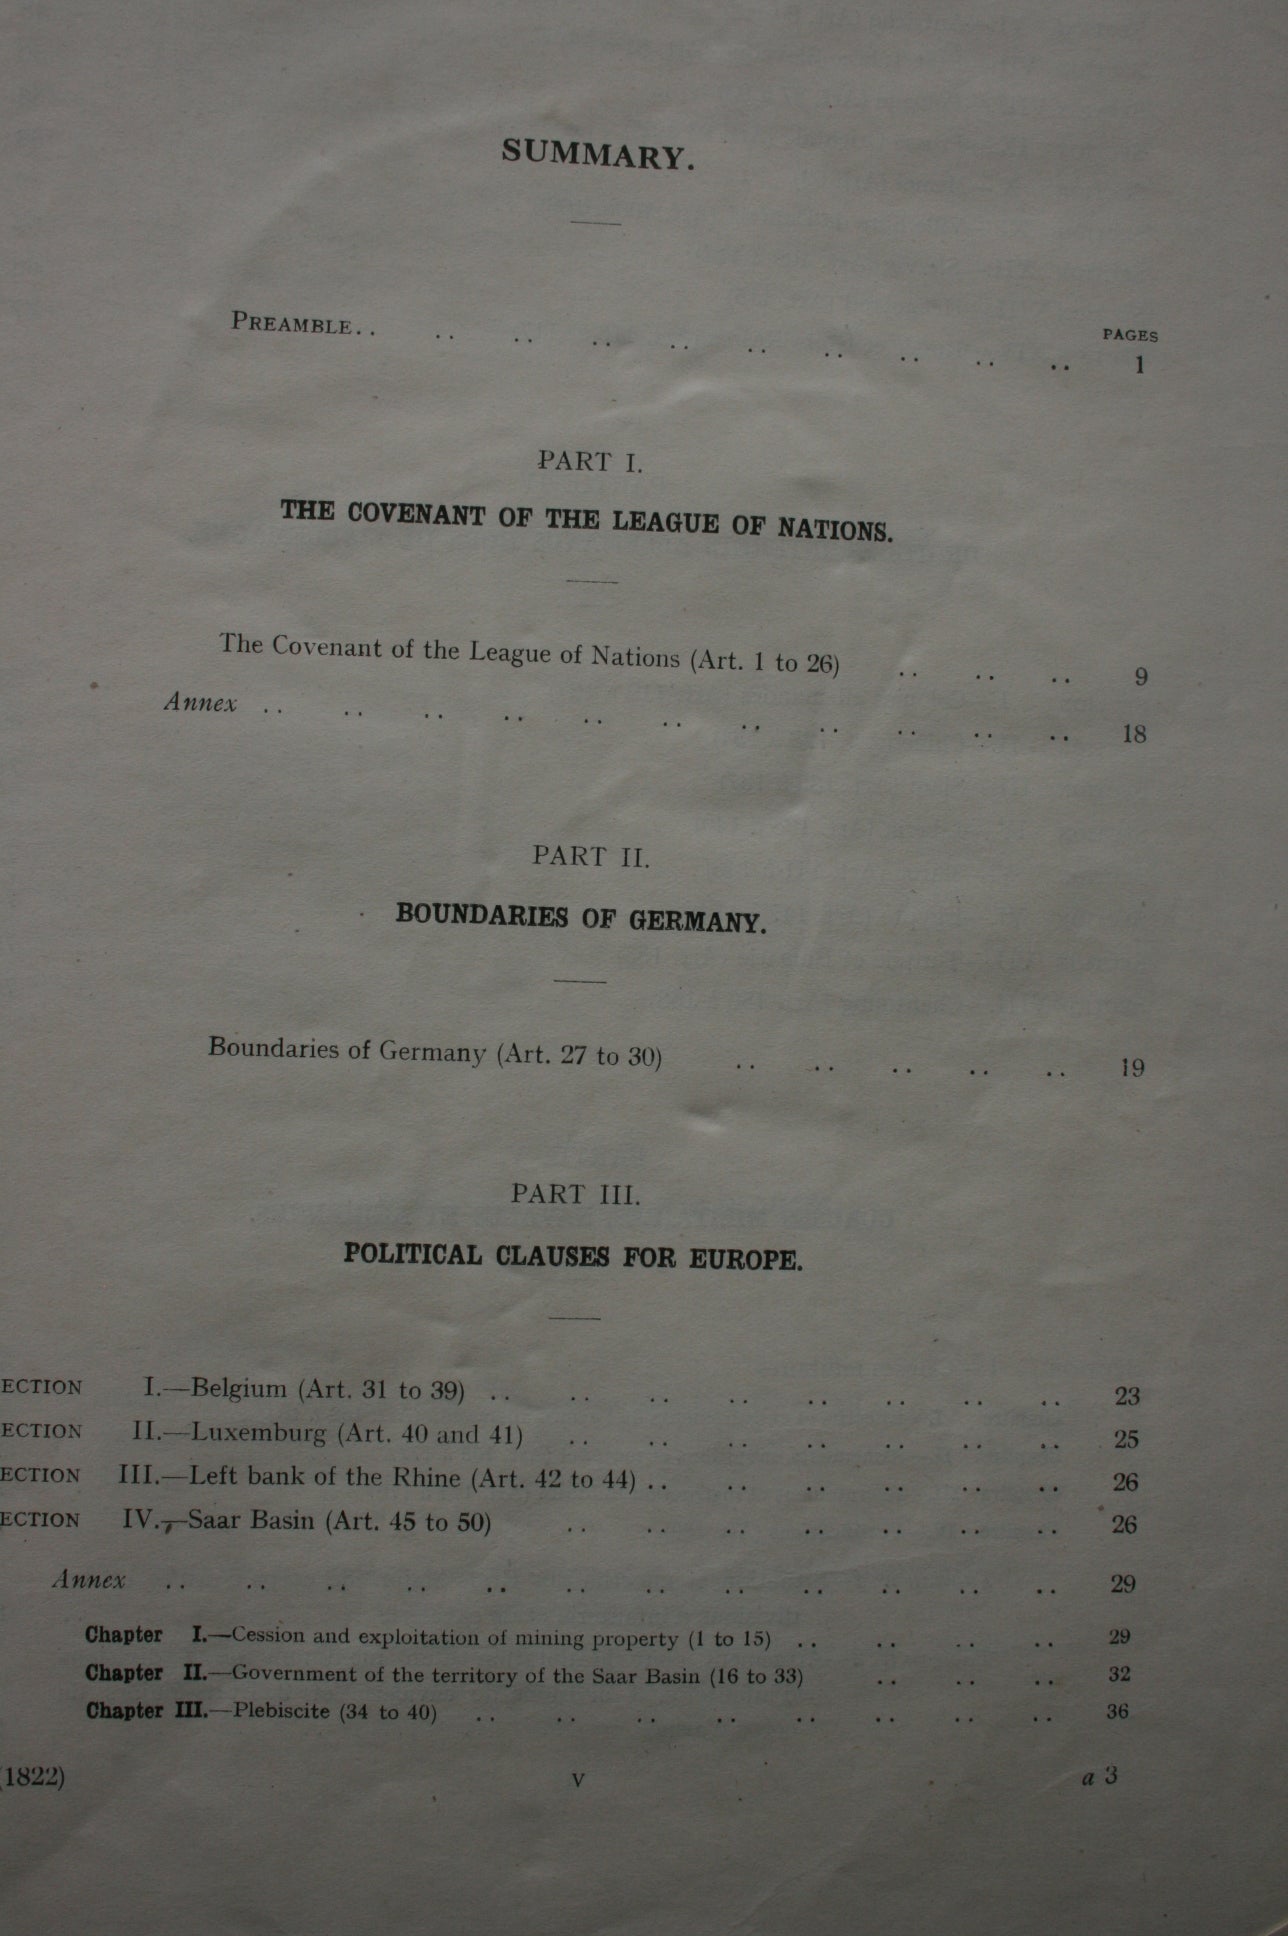 SUMMARY.
PAGES
PREAMBLE.. .. .. .. .. .. .. .. .. .. 1
PART I.
THE COVENANT OF THE LEAGUE OF NATIONS.
The Covenant of the League of Nations (Art. 1 to 26) .. .. .. 9
Annex .. .. .. .. .. .. .. .. .. .. .. 18
PART II.
BOUNDARIES OF GERMANY.
Boundaries of Germany (Art. 27 to 30) .. .. .. .. .. 19
PART III.
POLITICAL CLAUSES FOR EUROPE.
ECTION I.—Belgium (Art. 31 to 39) .. .. .. .. .. .. .. .. 23
ECTION II.—Luxemburg (Art. 40 and 41) .. .. .. .. .. .. .. 25
ECTION III.—Left bank of the Rhine (Art. 42 to 44) .. .. .. .. .. .. 26
ECTION IV.—Saar Basin (Art. 45 to 50) .. .. .. .. .. .. .. 26
Annex .. .. .. .. .. .. .. .. .. .. .. .. 29
Chapter I.—Cession and exploitation of mining property (1 to 15) .. .. .. .. 29
Chapter II.—Government of the territory of the Saar Basin (16 to 33) .. .. .. 32
Chapter III.—Plebiscite (34 to 40) .. .. .. .. .. .. .. .. 36
(1822) v a 3